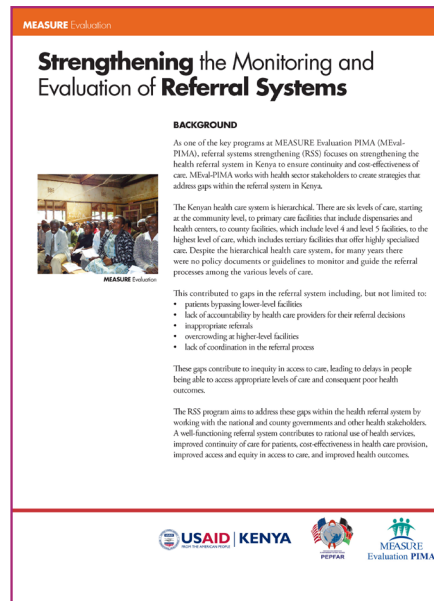 MEASURE Evaluation
Strengthening the Monitoring and
Evaluation of Referral Systems
BACKGROUND
As one of the key programs at MEASURE Evaluation PIMA (MEval-
PIMA), referral systems strengthening (RSS) focuses on strengthening the
health referral system in Kenya to ensure continuity and cost-effectiveness of
care. MEval-PIMA works with health sector stakeholders to create strategies that
address gaps within the referral system in Kenya.
The Kenyan health care system is hierarchical. There are six levels of care, starting
at the community level, to primary care facilities that include dispensaries and
health centers, to county facilities, which include level 4 and level 5 facilities, to the
highest level of care, which includes tertiary facilities that offer highly specialized
care. Despite the hierarchical health care system, for many years there
were no policy documents or guidelines to monitor and guide the referral
processes among the various levels of care.
MEASURE Evaluation
This contributed to gaps in the referral system including, but not limited to:
• patients bypassing lower-level facilities
• lack of accountability by health care providers for their referral decisions
• inappropriate referrals
• overcrowding at higher-level facilities
• lack of coordination in the referral process
These gaps contribute to inequity in access to care, leading to delays in people
being able to access appropriate levels of care and consequent poor health
outcomes.
The RSS program aims to address these gaps within the health referral system by
working with the national and county governments and other health stakeholders.
A well-functioning referral system contributes to rational use of health services,
improved continuity of care for patients, cost-effectiveness in health care provision,
improved access and equity in access to care, and improved health outcomes.
USAID | KENYA
FROM THE AMERICAN PEOPLE
PEPFAR
MEASURE
Evaluation PIMA